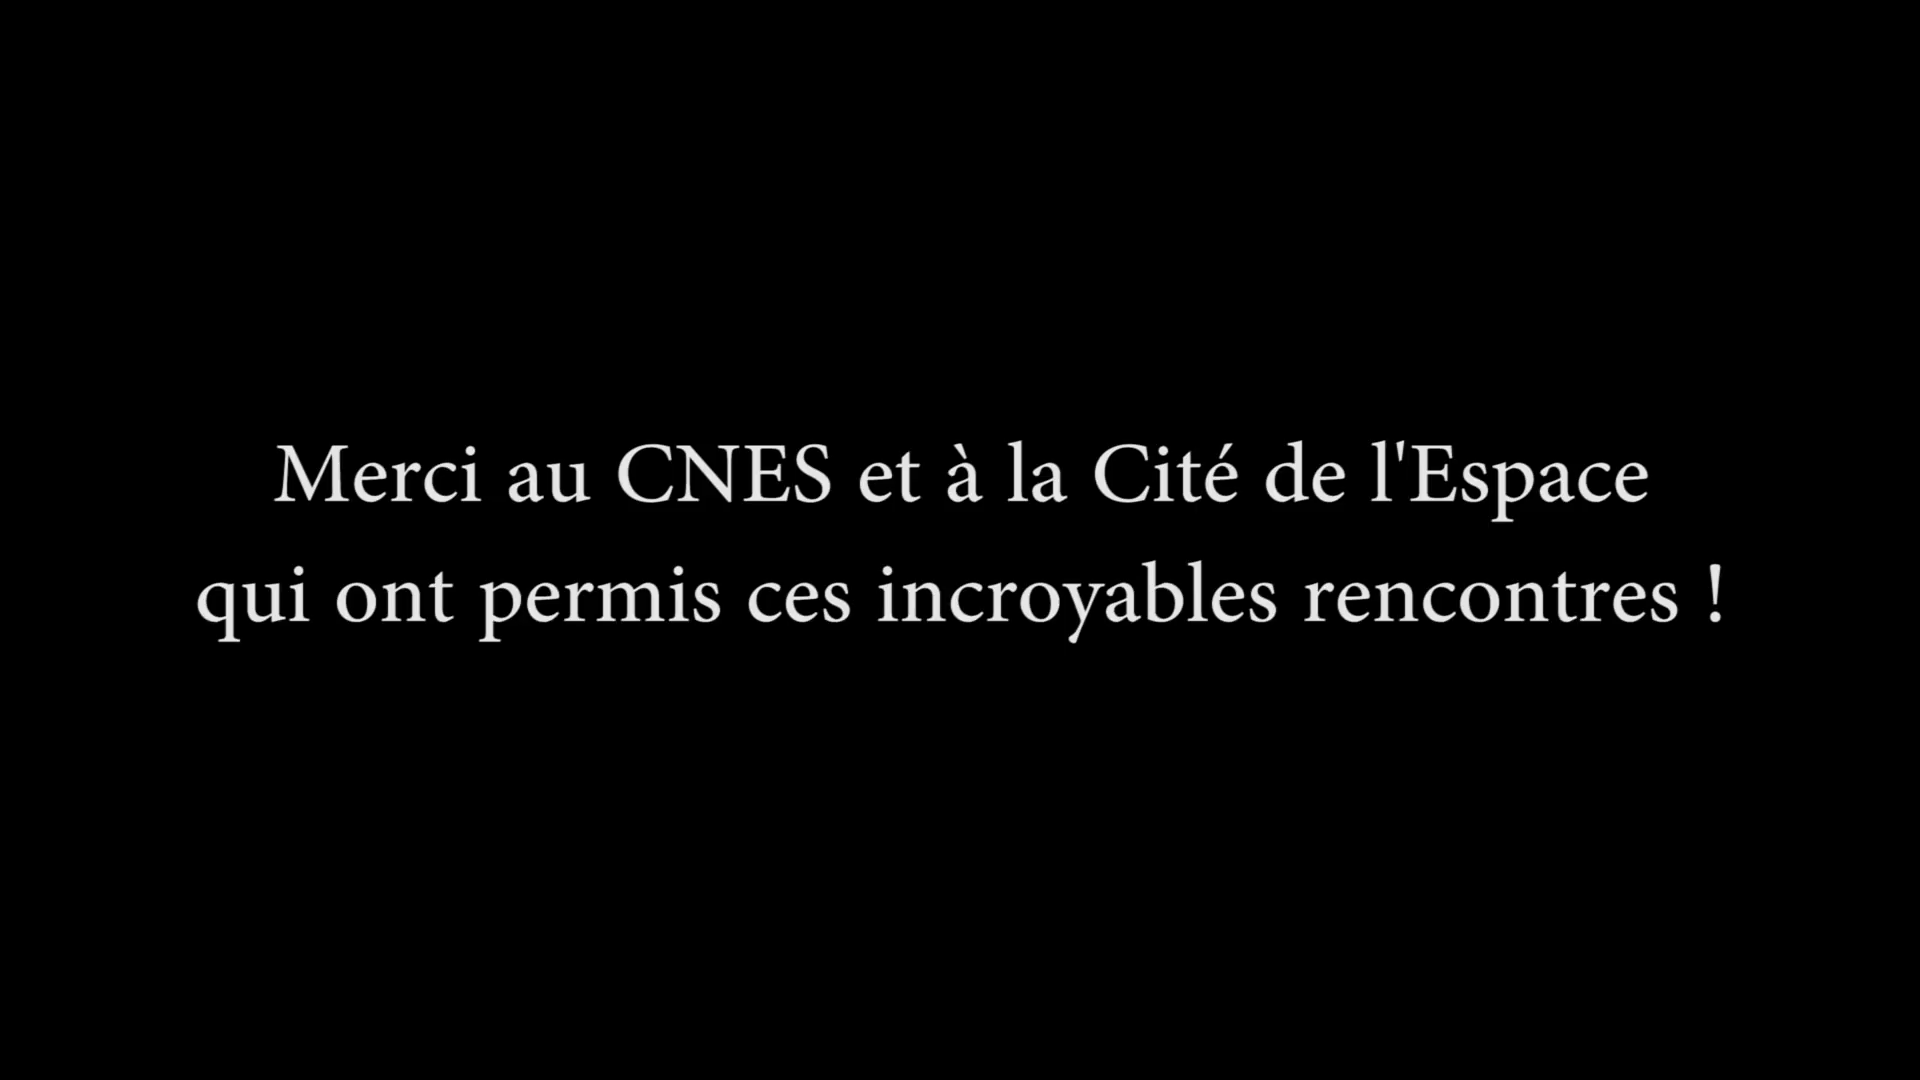 Merci au CNES et à la Cité de l'Espace
qui ont permis ces incroyables rencontres !